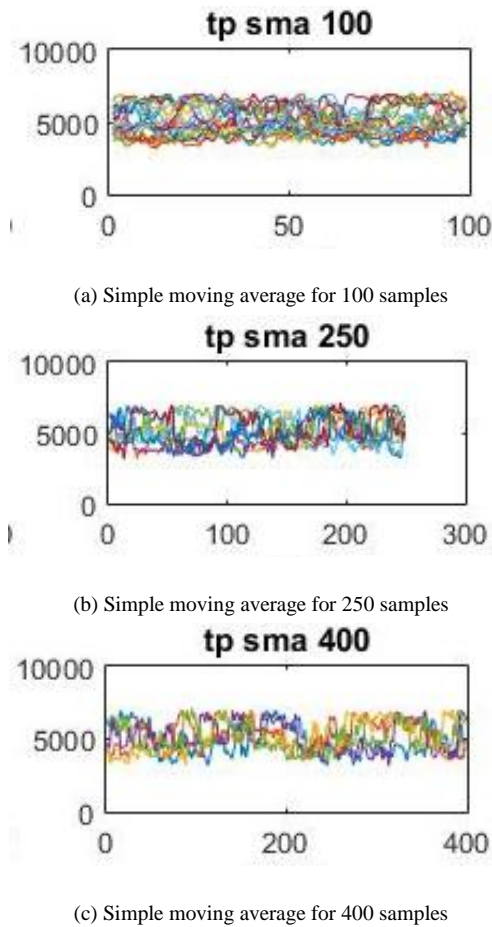 tp sma 100
10000
5000
0
0 50 100
(a) Simple moving average for 100 samples
tp sma 250
10000
5000
0
0 100 200 300
(b) Simple moving average for 250 samples
tp sma 400
10000
5000
0
0 200 400
(c) Simple moving average for 400 samples